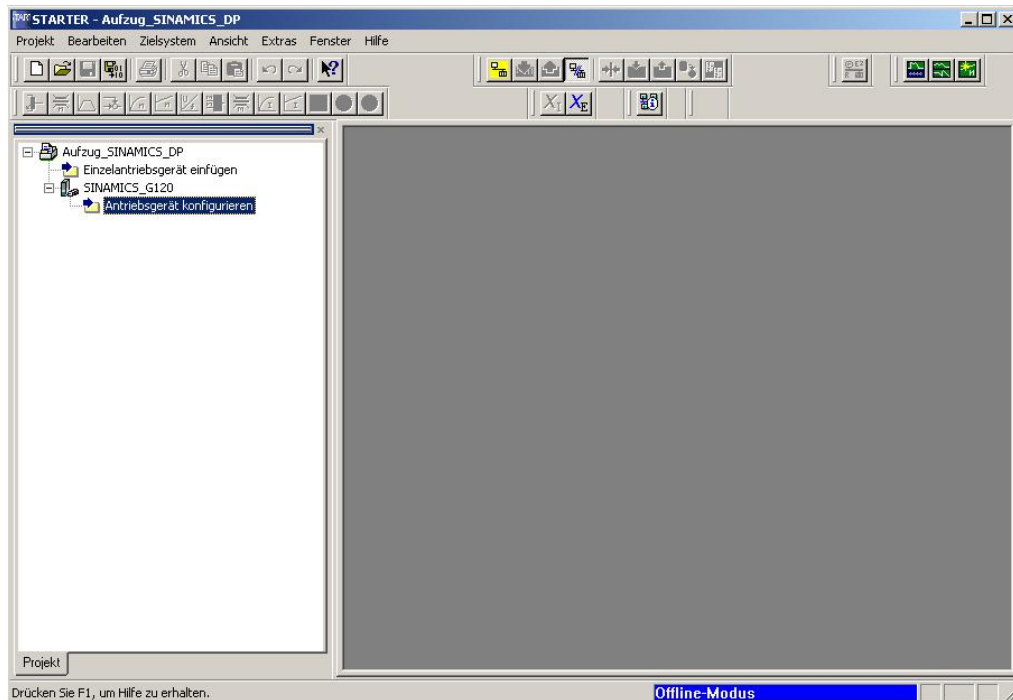 STARTER - Aufzug_SINAMICS_DP
Projekt Bearbeiten Zielsystem Ansicht Extras Fenster Hilfe
Aufzug_SINAMICS_DP
Einzelantriebsgerät einfügen
SINAMICS_G120
Antriebsgerät konfigurieren
Projekt
Drücken Sie F1, um Hilfe zu erhalten.
Offline-Modus